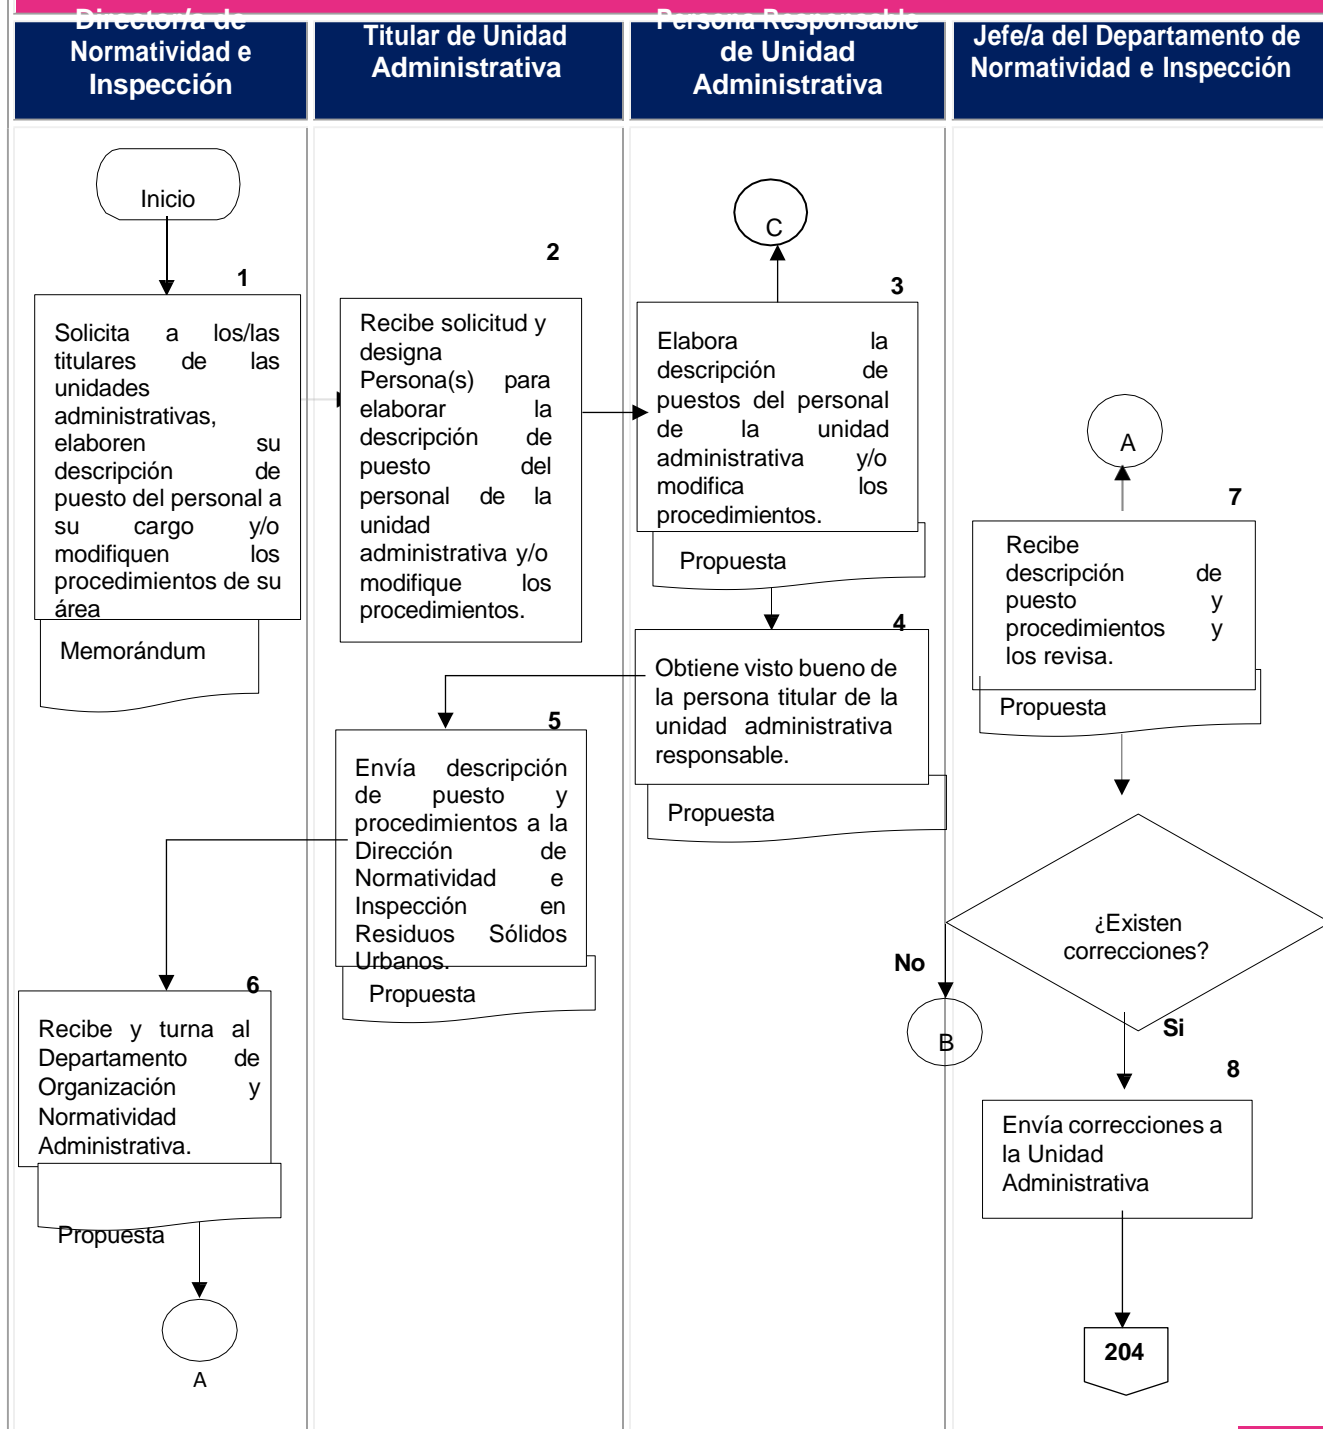 Director/a de
Normatividad e
Inspección
Titular de Unidad
Administrativa
Persona Responsable
de Unidad
Administrativa
Jefe/a del Departamento de
Normatividad e Inspección
Inicio
1
Solicita a los/las
titulares de las
unidades
administrativas,
elaboren su
descripción de
puesto del personal a
su cargo y/o
modifiquen los
procedimientos de su
área
Memorándum
2
Recibe solicitud y
designa
Persona(s) para
elaborar la
descripción de
puesto del
personal de la
unidad
administrativa y/o
modifique los
procedimientos.
C
3
Elabora la
descripción de
puestos del personal
de la unidad
administrativa y/o
modifica los
procedimientos.
Propuesta
4
Obtiene visto bueno de
la persona titular de la
unidad administrativa
responsable.
Propuesta
5
Envía descripción
de puesto y
procedimientos a la
Dirección de
Normatividad e
Inspección en
Residuos Sólidos
Urbanos.
Propuesta
6
Recibe y turna al
Departamento de
Organización y
Normatividad
Administrativa.
Propuesta
A
A
7
Recibe
descripción de
puesto y
procedimientos y
los revisa.
Propuesta
¿Existen
correcciones?
No
B
Si
8
Envía correcciones a
la Unidad
Administrativa
204